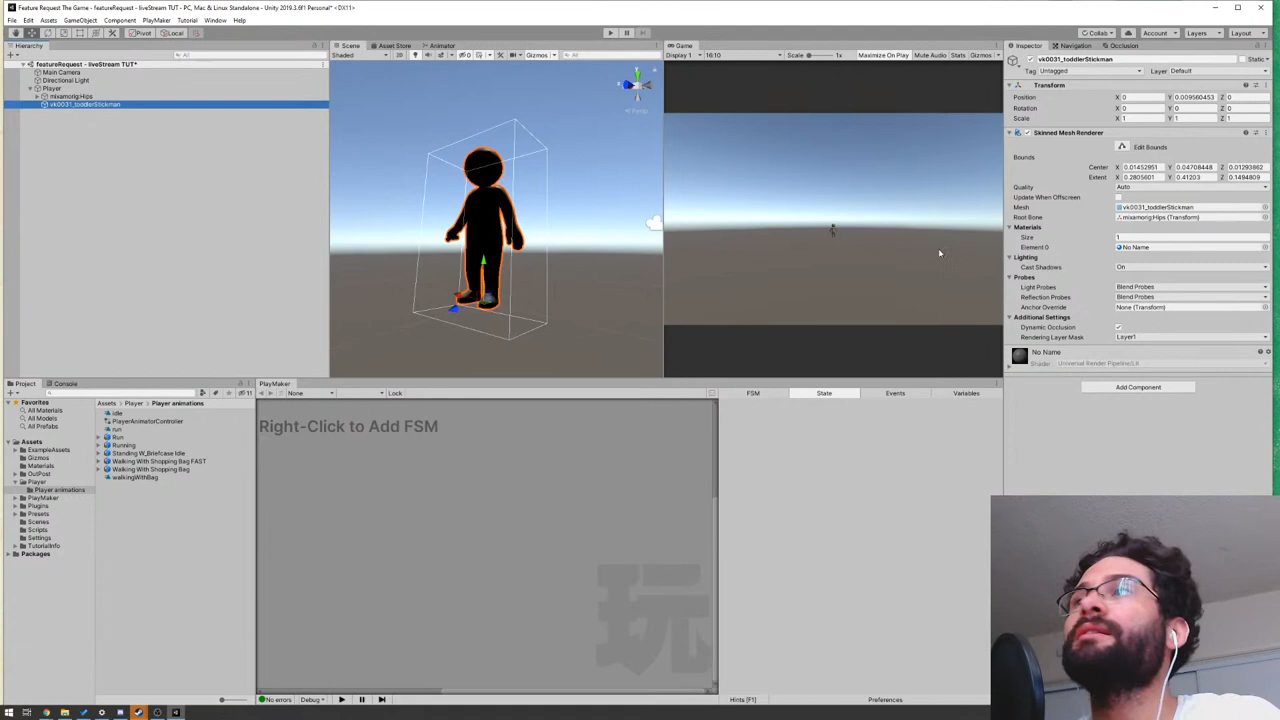 Feature Request The Game - featureRequest - liveStream TUT - PC, Mac & Linux Standalone - Unity 2019.3.6f1 Personal* <DX11>
File Edit Assets GameObject Component PlayMaker Tutorial Window Help
Pivot Local Collab Account Layers Layout
Hierarchy Scene Asset Store Animator Game Inspector Navigation Occlusion
All Shaded 2D 0 Gizmos All Display 1 16:10 Scale 1x Maximize On Play Mute Audio Stats Gizmos vk0031_toddlerStickman Static
featureRequest - liveStream TUT*
Main Camera
Directional Light
Player
mixamorig:Hips
vk0031_toddlerStickman
Persp
Tag Untagged Layer Default
Transform
Position X 0 Y 0.009560453 Z 0
Rotation X 0 Y 0 Z 0
Scale X 1 Y 1 Z 1
Skinned Mesh Renderer
Edit Bounds
Bounds
Center X 0.01452951 Y 0.04708448 Z 0.01293862
Extent X 0.2805601 Y 0.41203 Z 0.1494809
Quality Auto
Update When Offscreen
Mesh vk0031_toddlerStickman
Root Bone mixamorig:Hips (Transform)
Materials
Size 1
Element 0 No Name
Lighting
Cast Shadows On
Probes
Light Probes Blend Probes
Reflection Probes Blend Probes
Anchor Override None (Transform)
Additional Settings
Dynamic Occlusion
Rendering Layer Mask Layer1
No Name
Shader Universal Render Pipeline/Lit
Add Component
Project Console
11
Favorites
All Materials
All Models
All Prefabs
Assets
ExampleAssets
Gizmos
Materials
OutPost
Player
Player animations
PlayMaker
Plugins
Presets
Scenes
Scripts
Settings
TutorialInfo
Packages
Assets > Player > Player animations
idle
PlayerAnimatorController
run
Run
Running
Standing W_Briefcase Idle
Walking With Shopping Bag FAST
Walking With Shopping Bag
walkingWithBag
PlayMaker
None Lock
FSM State Events Variables
Right-Click to Add FSM
玩
No errors Debug Hints [F1] Preferences